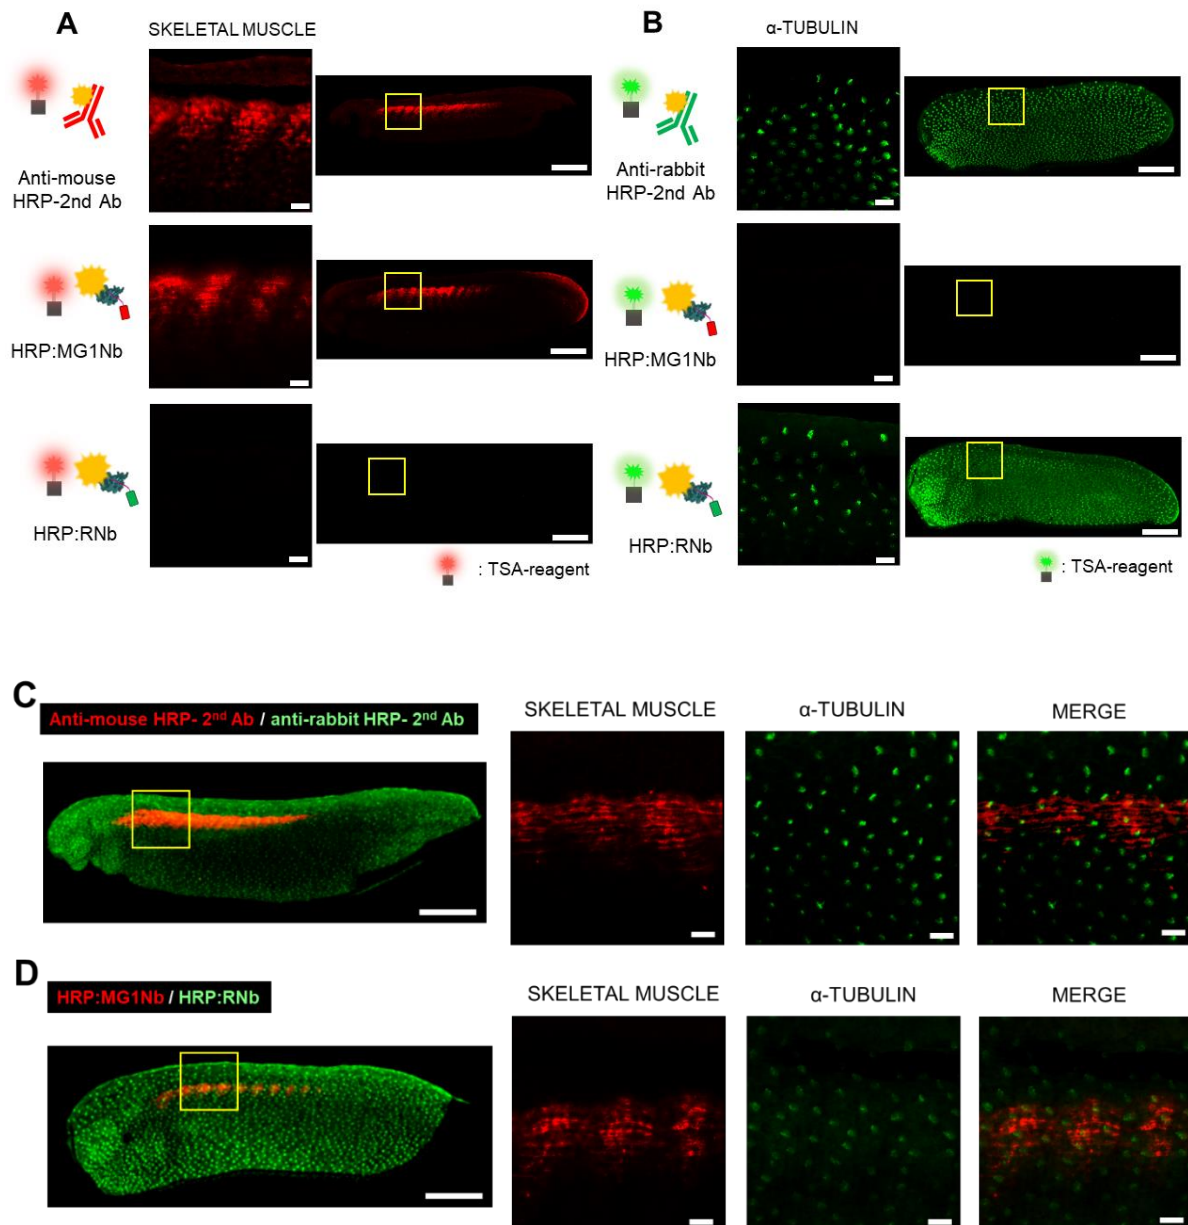 A
SKELETAL MUSCLE
Anti-mouse
HRP-2nd Ab
HRP:MG1Nb
HRP:RNb
: TSA-reagent
B
α-TUBULIN
Anti-rabbit
HRP-2nd Ab
HRP:MG1Nb
HRP:RNb
: TSA-reagent
C
Anti-mouse HRP- 2nd Ab / anti-rabbit HRP- 2nd Ab
SKELETAL MUSCLE
α-TUBULIN
MERGE
D
HRP:MG1Nb / HRP:RNb
SKELETAL MUSCLE
α-TUBULIN
MERGE